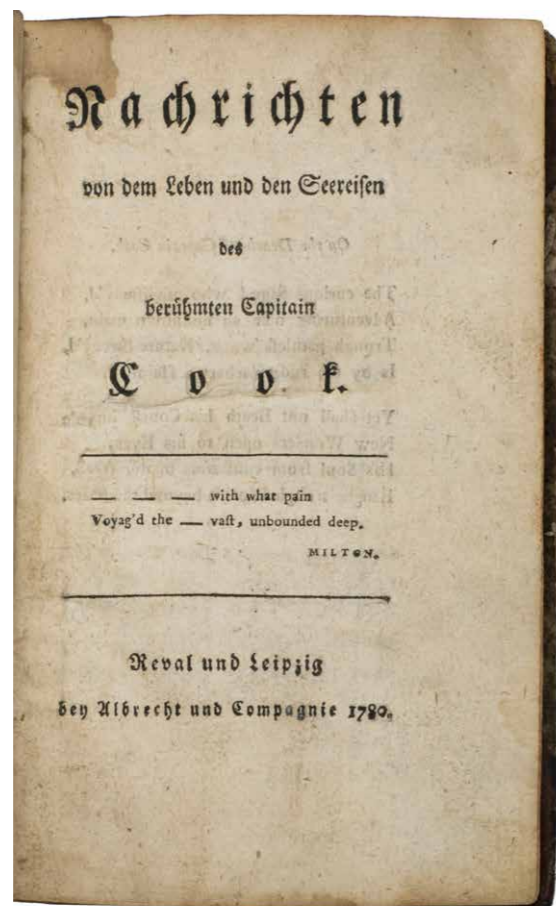 Nachrichten
von dem Leben und den Seereisen
des
berühmten Capitain
Cook.
— — — with what pain
Voyag'd the — vaſt, unbounded deep.
MILTON.
Reval und Leipzig
bey Albrecht und Compagnie 1780.